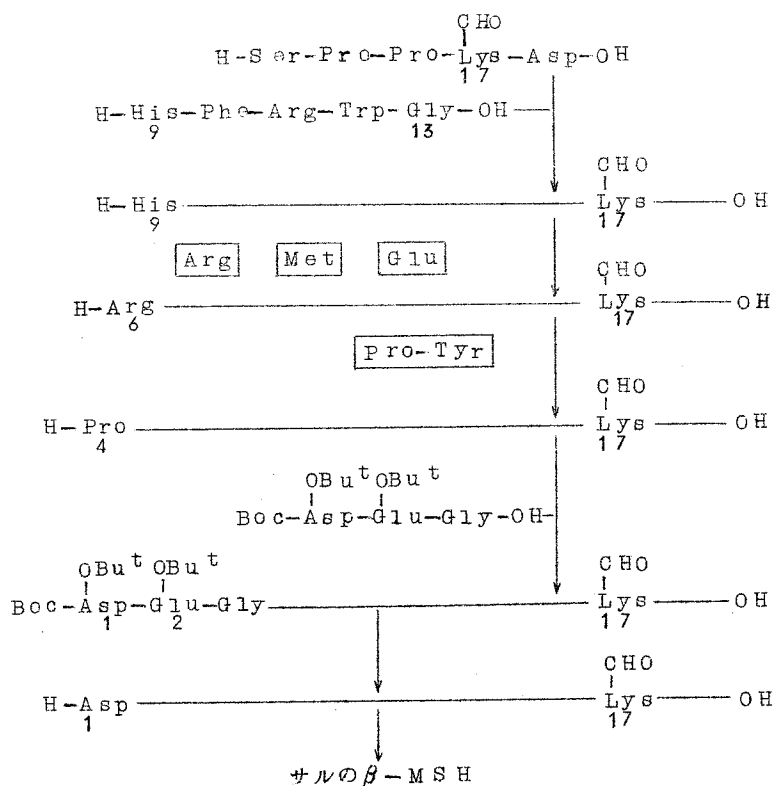 CHO
H-Ser-Pro-Pro-Lys-Asp-OH
17
H-His-Phe-Arg-Trp-Gly-OH
9 13
CHO
H-His Lys OH
9 17
Arg Met Glu
CHO
H-Arg Lys OH
6 17
Pro-Tyr
CHO
H-Pro Lys OH
4 17
OBuᵗ OBuᵗ
Boc-Asp-Glu-Gly-OH
OBuᵗ OBuᵗ CHO
Boc-Asp-Glu-Gly Lys OH
1 2 17
CHO
H-Asp Lys OH
1 17
サルのβ-MSH